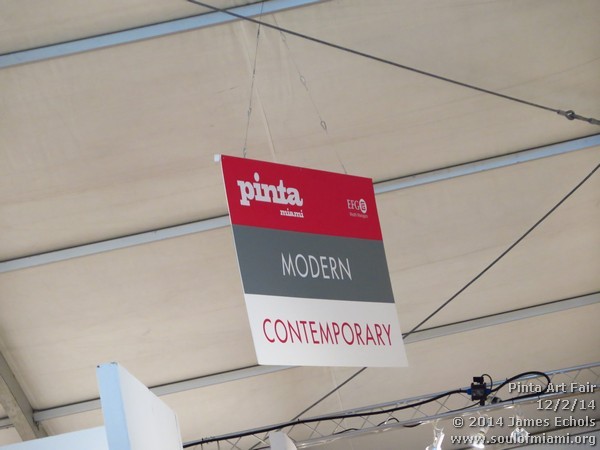 pinta
miami
EFG
MODERN
CONTEMPORARY
Pinta Art Fair
12/2/14
© 2014 James Echols
www.soulofmiami.org